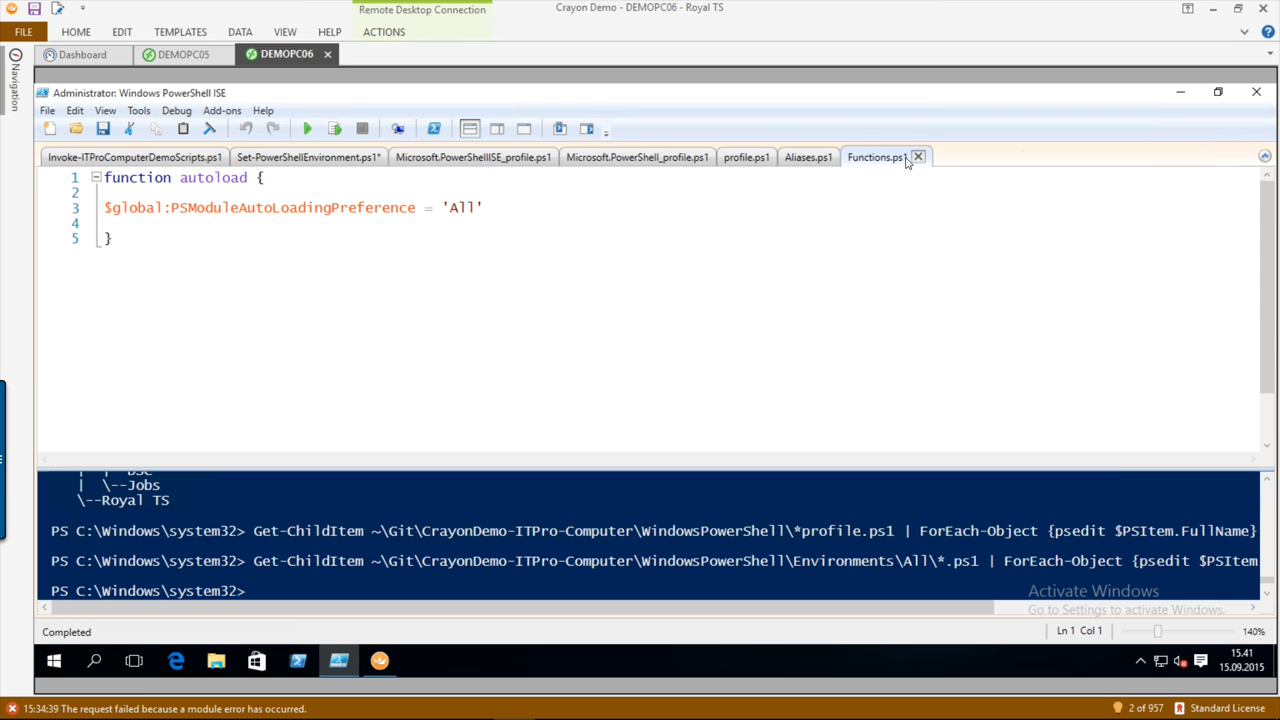 Remote Desktop Connection
Crayon Demo - DEMOPC06 - Royal TS
FILE HOME EDIT TEMPLATES DATA VIEW HELP ACTIONS
Dashboard DEMOPC05 DEMOPC06
Navigation
Administrator: Windows PowerShell ISE
File Edit View Tools Debug Add-ons Help
Invoke-ITProComputerDemoScripts.ps1 Set-PowerShellEnvironment.ps1* Microsoft.PowerShellISE_profile.ps1 Microsoft.PowerShell_profile.ps1 profile.ps1 Aliases.ps1 Functions.ps1
1 function autoload {
2
3 $global:PSModuleAutoLoadingPreference = 'All'
4
5 }
| | DSC
| \--Jobs
\--Royal TS
PS C:\Windows\system32> Get-ChildItem ~\Git\CrayonDemo-ITPro-Computer\WindowsPowerShell\*profile.ps1 | ForEach-Object {psedit $PSItem.FullName}
PS C:\Windows\system32> Get-ChildItem ~\Git\CrayonDemo-ITPro-Computer\WindowsPowerShell\Environments\All\*.ps1 | ForEach-Object {psedit $PSItem
PS C:\Windows\system32>
Activate Windows
Go to Settings to activate Windows.
Completed
Ln 1 Col 1
140%
15.41
15.09.2015
15:34:39 The request failed because a module error has occurred.
2 of 957
Standard License